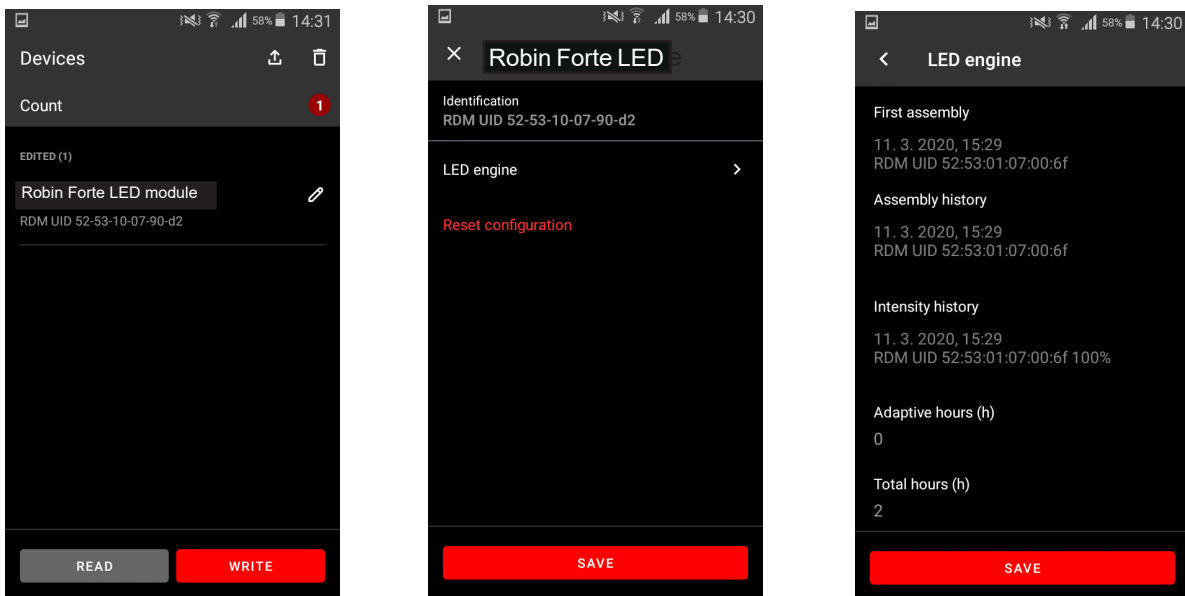 58% 14:31
Devices
Count
1
EDITED (1)
Robin Forte LED module
RDM UID 52-53-10-07-90-d2
READ
WRITE
58% 14:30
Robin Forte LED
Identification
RDM UID 52-53-10-07-90-d2
LED engine
Reset configuration
SAVE
58% 14:30
LED engine
First assembly
11. 3. 2020, 15:29
RDM UID 52:53:01:07:00:6f
Assembly history
11. 3. 2020, 15:29
RDM UID 52:53:01:07:00:6f
Intensity history
11. 3. 2020, 15:29
RDM UID 52:53:01:07:00:6f 100%
Adaptive hours (h)
0
Total hours (h)
2
SAVE